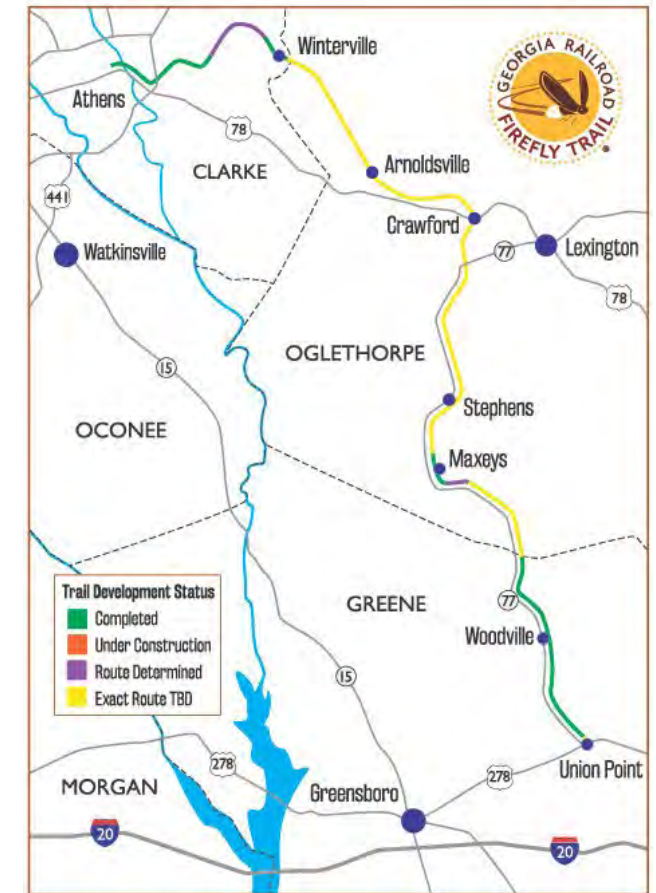 GEORGIA RAILROAD
FIREFLY TRAIL
Winterville
Athens
78
CLARKE
Arnoldsville
441
Crawford
Watkinsville
77
Lexington
78
OGLETHORPE
15
Stephens
OCONEE
Maxeys
Trail Development Status
Completed
Under Construction
Route Determined
Exact Route TBD
GREENE
77
Woodville
15
Union Point
278
278
MORGAN
Greensboro
20
20